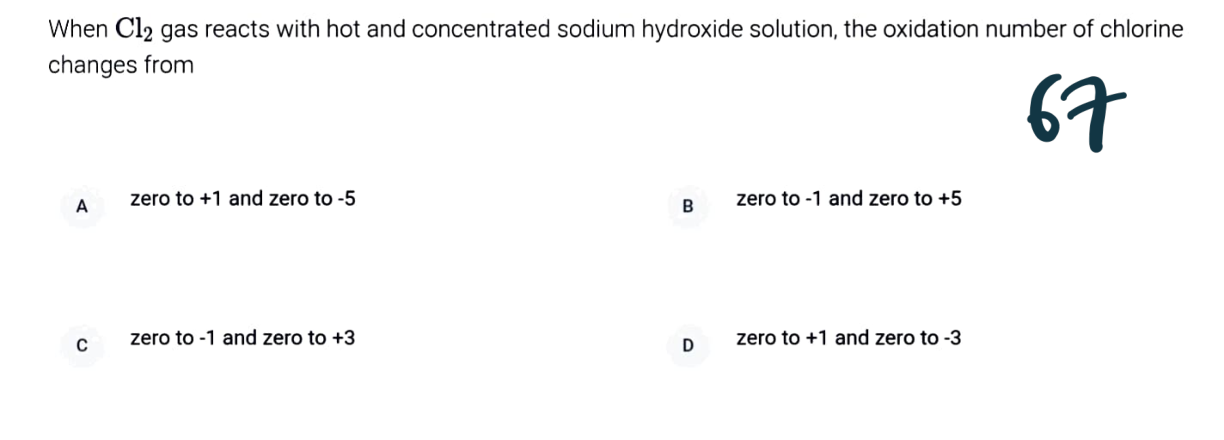 When Cl₂ gas reacts with hot and concentrated sodium hydroxide solution, the oxidation number of chlorine
changes from
67
A zero to +1 and zero to -5
B zero to -1 and zero to +5
C zero to -1 and zero to +3
D zero to +1 and zero to -3